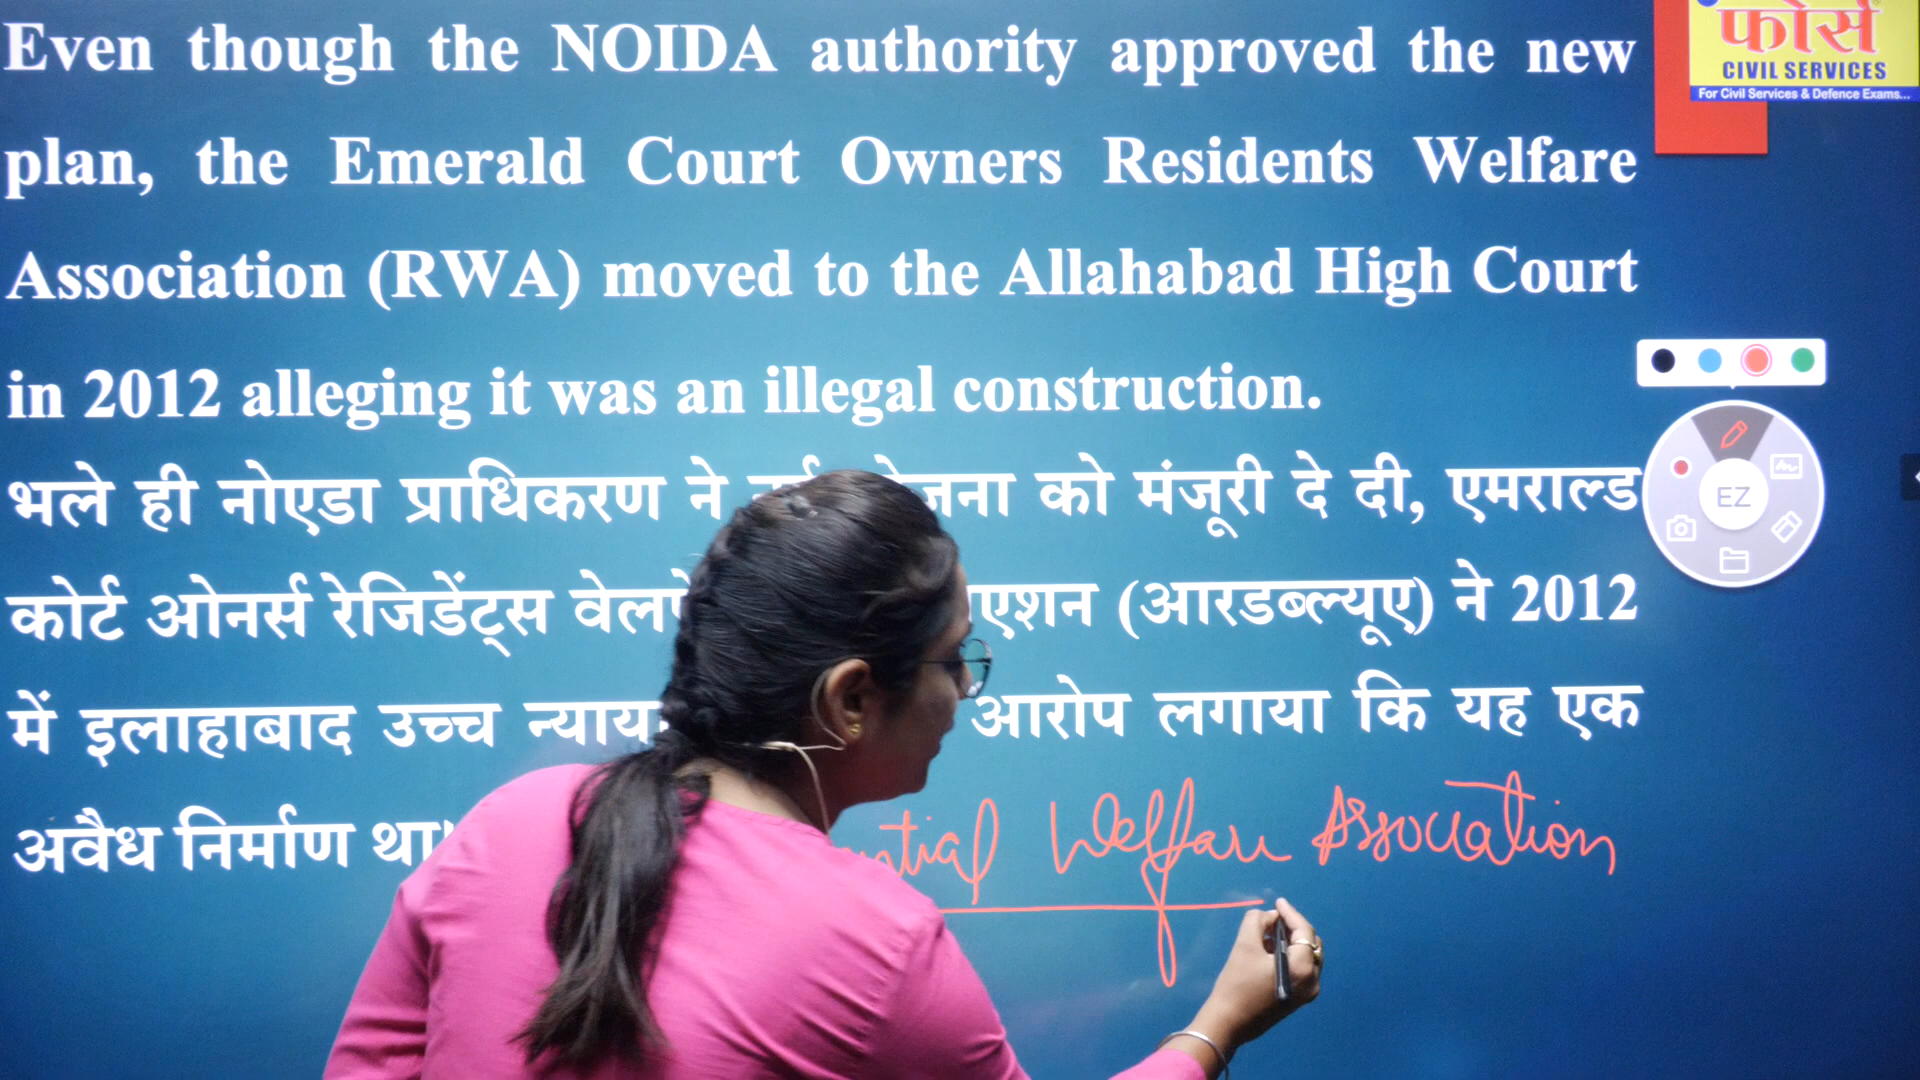 Even though the NOIDA authority approved the new
plan, the Emerald Court Owners Residents Welfare
Association (RWA) moved to the Allahabad High Court
in 2012 alleging it was an illegal construction.
भले ही नोएडा प्राधिकरण ने को मंजूरी दे दी, एमराल्ड
कोर्ट ओनर्स रेजिडेंट्स (आरडब्ल्यूए) ने 2012
में इलाहाबाद उच्च आरोप लगाया कि यह एक
अवैध निर्माण था।
Welfare Association
फोर्स
CIVIL SERVICES
For Civil Services & Defence Exams...
EZ